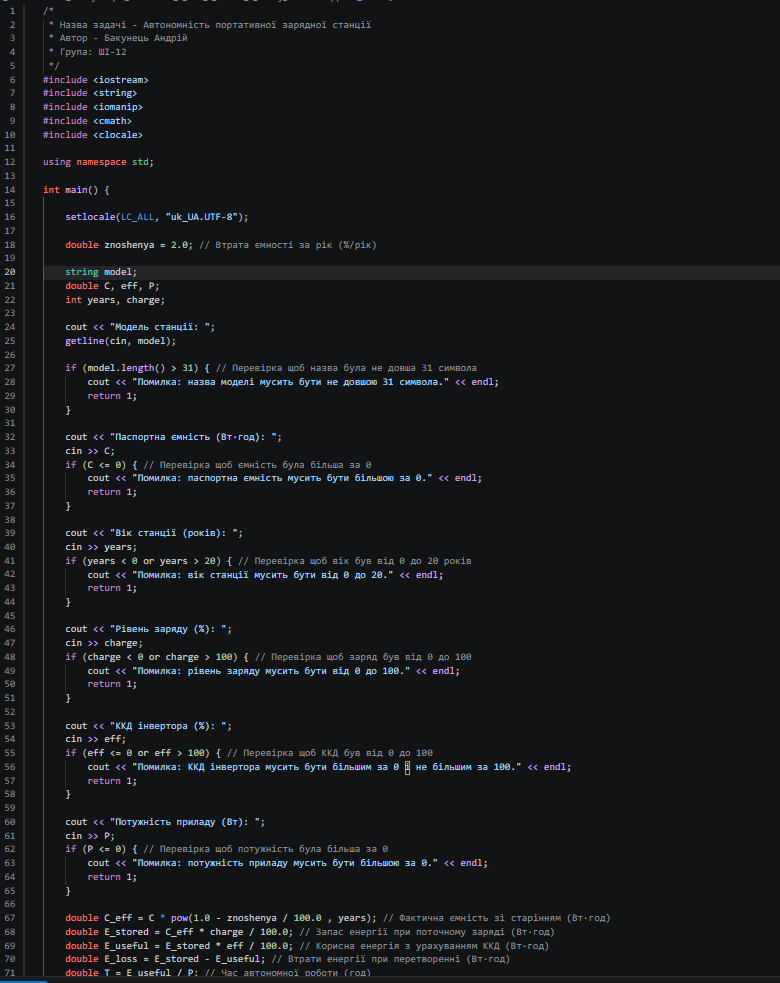 1 /*
2 * Назва задачі - Автономність портативної зарядної станції
3 * Автор - Бакунець Андрій
4 * Група: ШІ-12
5 */
6 #include <iostream>
7 #include <string>
8 #include <iomanip>
9 #include <cmath>
10 #include <clocale>
11
12 using namespace std;
13
14 int main() {
15
16 setlocale(LC_ALL, "uk_UA.UTF-8");
17
18 double znoshenya = 2.0; // Втрата ємності за рік (%/рік)
19
20 string model;
21 double C, eff, P;
22 int years, charge;
23
24 cout << "Модель станції: ";
25 getline(cin, model);
26
27 if (model.length() > 31) { // Перевірка щоб назва була не довша 31 символа
28 cout << "Помилка: назва моделі мусить бути не довшою 31 символа." << endl;
29 return 1;
30 }
31
32 cout << "Паспортна ємність (Вт·год): ";
33 cin >> C;
34 if (C <= 0) { // Перевірка щоб ємність була більша за 0
35 cout << "Помилка: паспортна ємність мусить бути більшою за 0." << endl;
36 return 1;
37 }
38
39 cout << "Вік станції (років): ";
40 cin >> years;
41 if (years < 0 or years > 20) { // Перевірка щоб вік був від 0 до 20 років
42 cout << "Помилка: вік станції мусить бути від 0 до 20." << endl;
43 return 1;
44 }
45
46 cout << "Рівень заряду (%): ";
47 cin >> charge;
48 if (charge < 0 or charge > 100) { // Перевірка щоб заряд був від 0 до 100
49 cout << "Помилка: рівень заряду мусить бути від 0 до 100." << endl;
50 return 1;
51 }
52
53 cout << "ККД інвертора (%): ";
54 cin >> eff;
55 if (eff <= 0 or eff > 100) { // Перевірка щоб ККД був від 0 до 100
56 cout << "Помилка: ККД інвертора мусить бути більшим за 0 і не більшим за 100." << endl;
57 return 1;
58 }
59
60 cout << "Потужність приладу (Вт): ";
61 cin >> P;
62 if (P <= 0) { // Перевірка щоб потужність була більша за 0
63 cout << "Помилка: потужність приладу мусить бути більшою за 0." << endl;
64 return 1;
65 }
66
67 double C_eff = C * pow(1.0 - znoshenya / 100.0 , years); // Фактична ємність зі старінням (Вт·год)
68 double E_stored = C_eff * charge / 100.0; // Запас енергії при поточному заряді (Вт·год)
69 double E_useful = E_stored * eff / 100.0; // Корисна енергія з урахуванням ККД (Вт·год)
70 double E_loss = E_stored - E_useful; // Втрати енергії при перетворенні (Вт·год)
71 double T = E_useful / P; // Час автономної роботи (год)